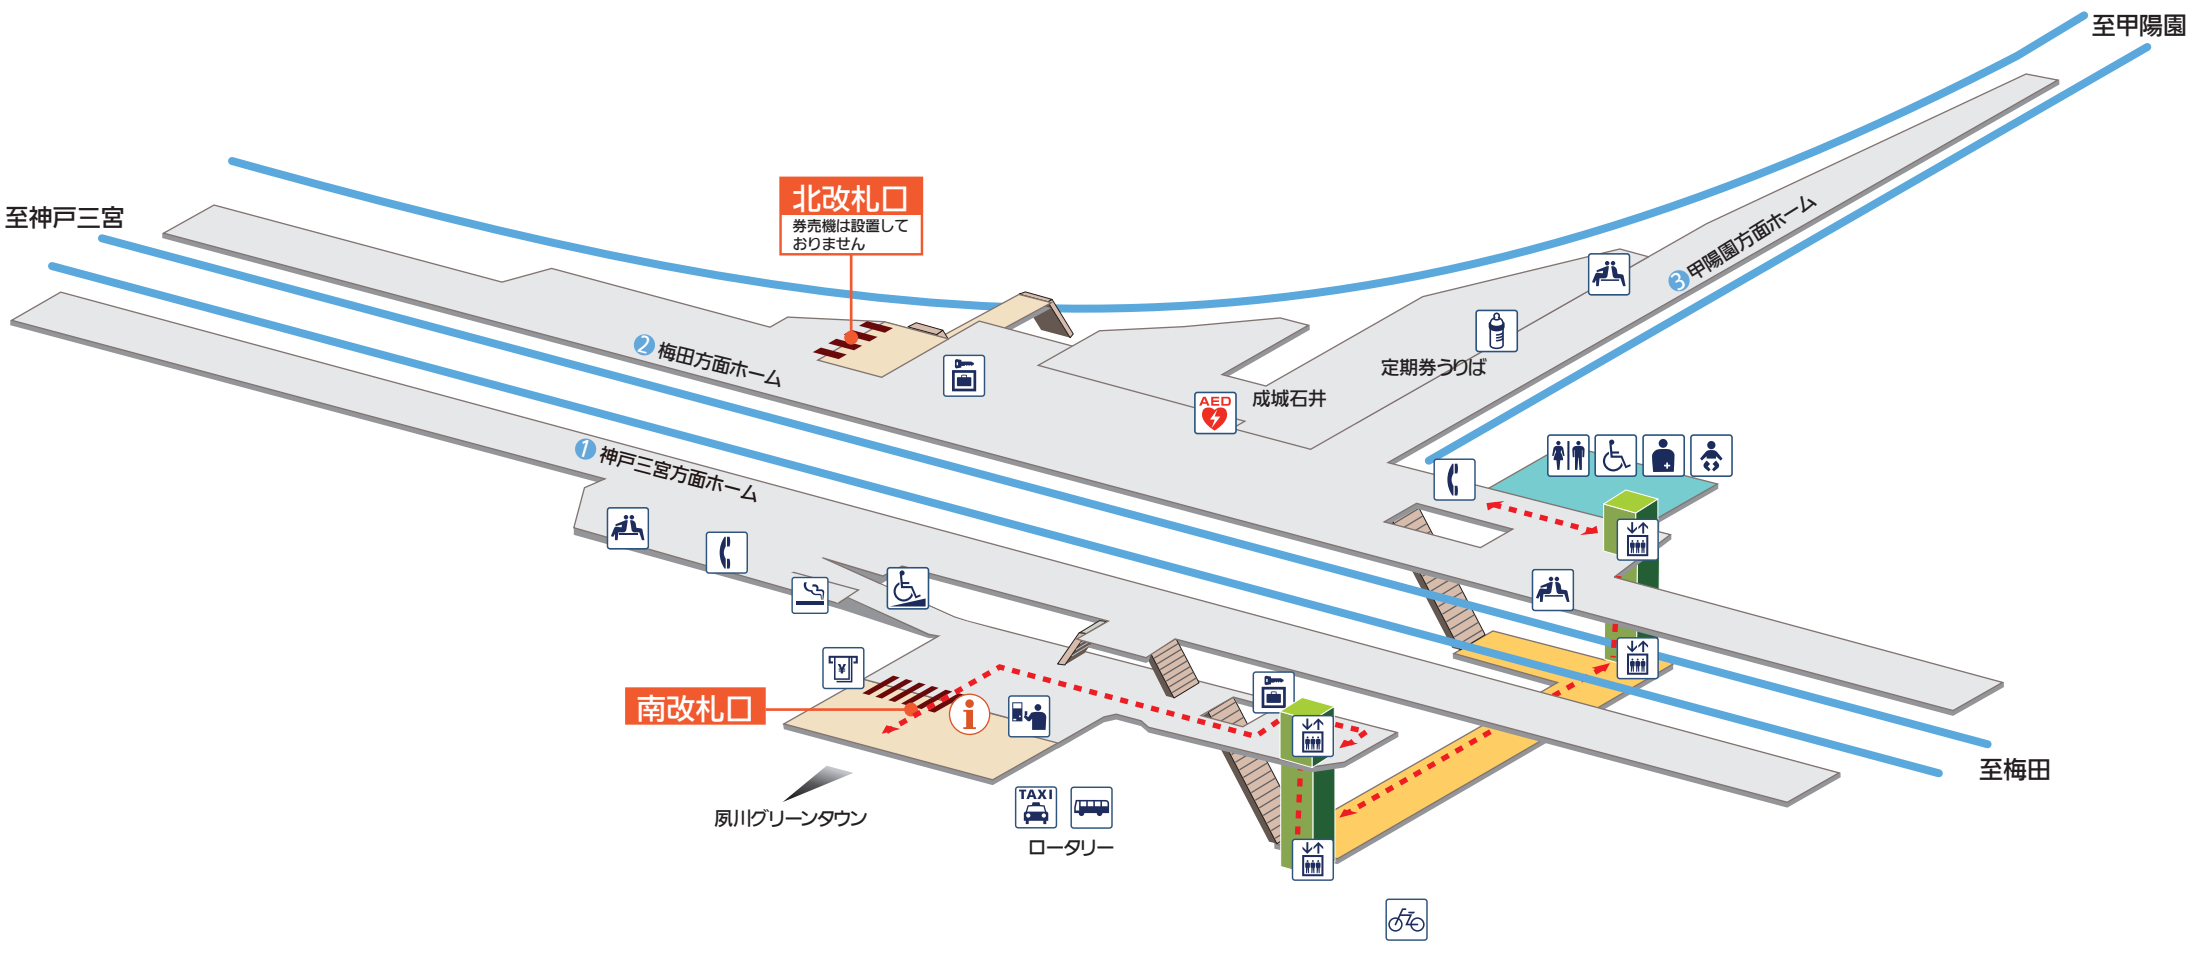 至甲陽園
至神戸三宮
北改札口
券売機は設置して
おりません
3 甲陽園方面ホーム
2 梅田方面ホーム
定期券うりば
成城石井
AED
1 神戸三宮方面ホーム
¥
南改札口
i
至梅田
夙川グリーンタウン
TAXI
ロータリー